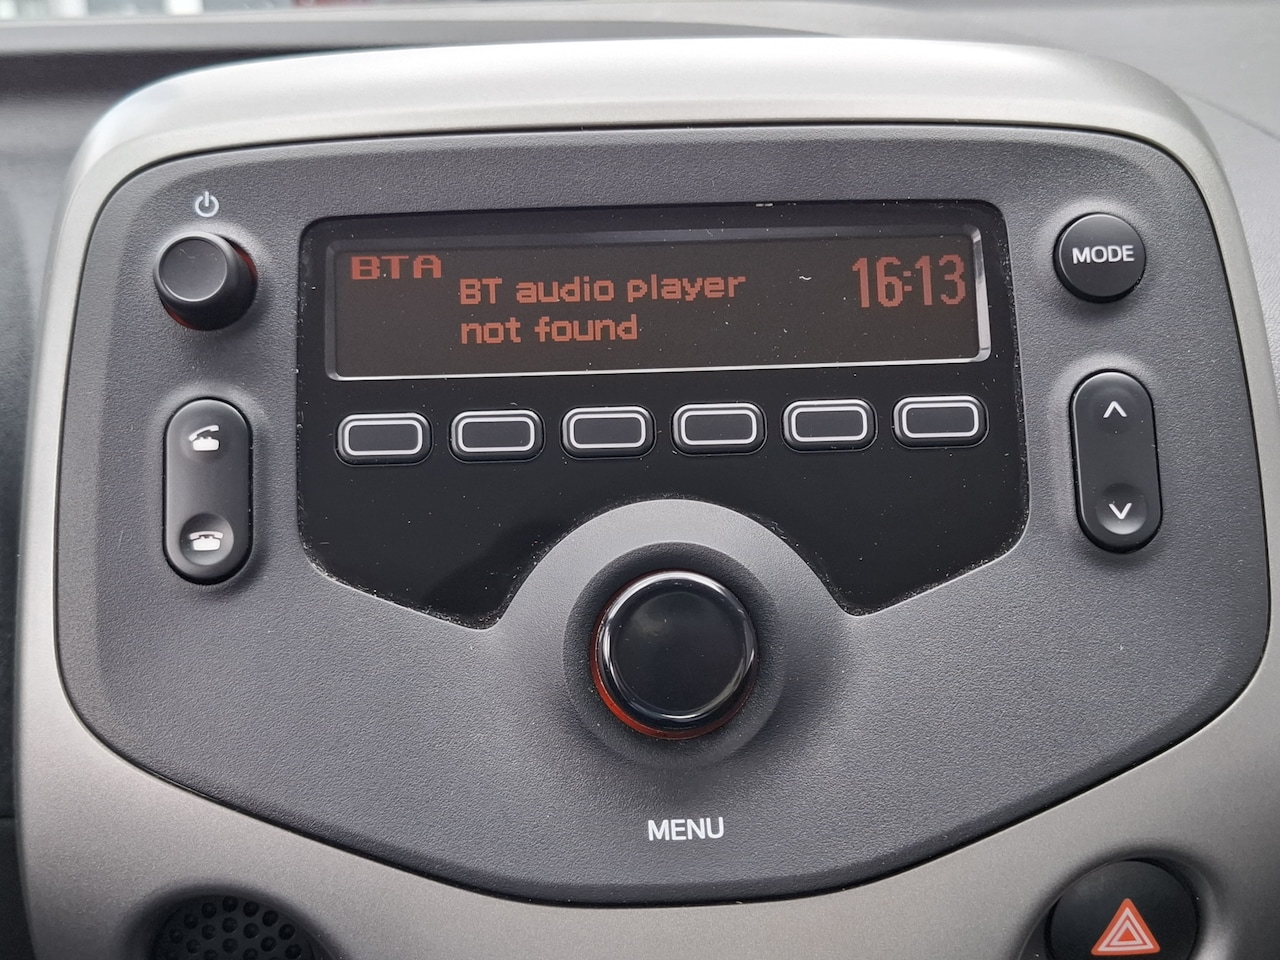 BTA
BT audio player
16:13
not found
MODE
MENU